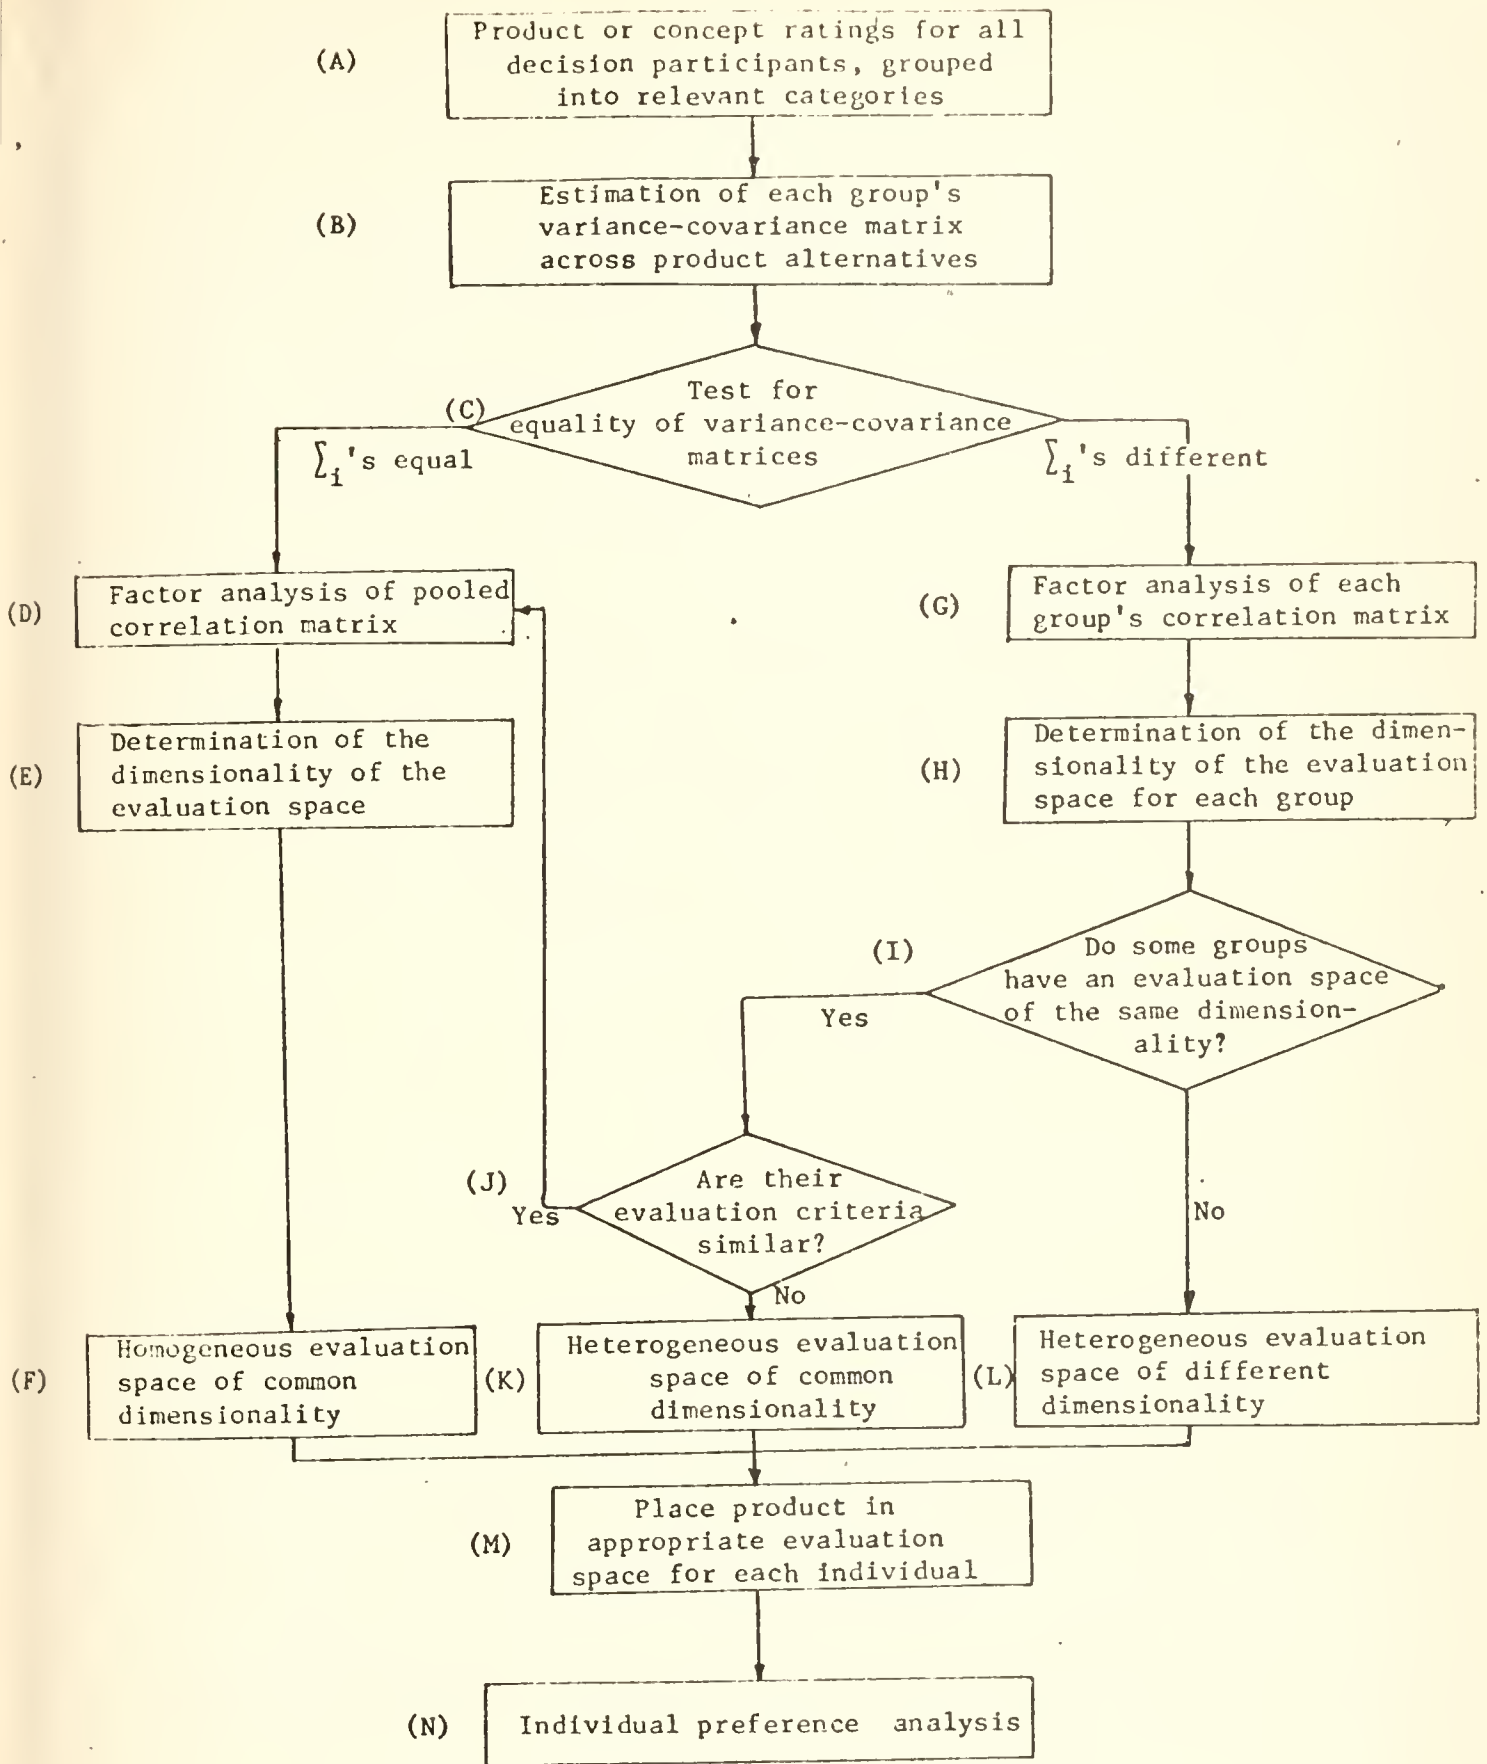 (A)
Product or concept ratings for all
decision participants, grouped
into relevant categories
(B)
Estimation of each group's
variance-covariance matrix
across product alternatives
(C)
Test for
equality of variance-covariance
matrices
∑i's equal
∑i's different
(D)
Factor analysis of pooled
correlation matrix
(G)
Factor analysis of each
group's correlation matrix
(E)
Determination of the
dimensionality of the
evaluation space
(H)
Determination of the dimen-
sionality of the evaluation
space for each group
(I)
Do some groups
have an evaluation space
of the same dimension-
ality?
Yes
No
(J)
Are their
evaluation criteria
similar?
Yes
No
(F)
Homogeneous evaluation
space of common
dimensionality
(K)
Heterogeneous evaluation
space of common
dimensionality
(L)
Heterogeneous evaluation
space of different
dimensionality
(M)
Place product in
appropriate evaluation
space for each individual
(N)
Individual preference analysis